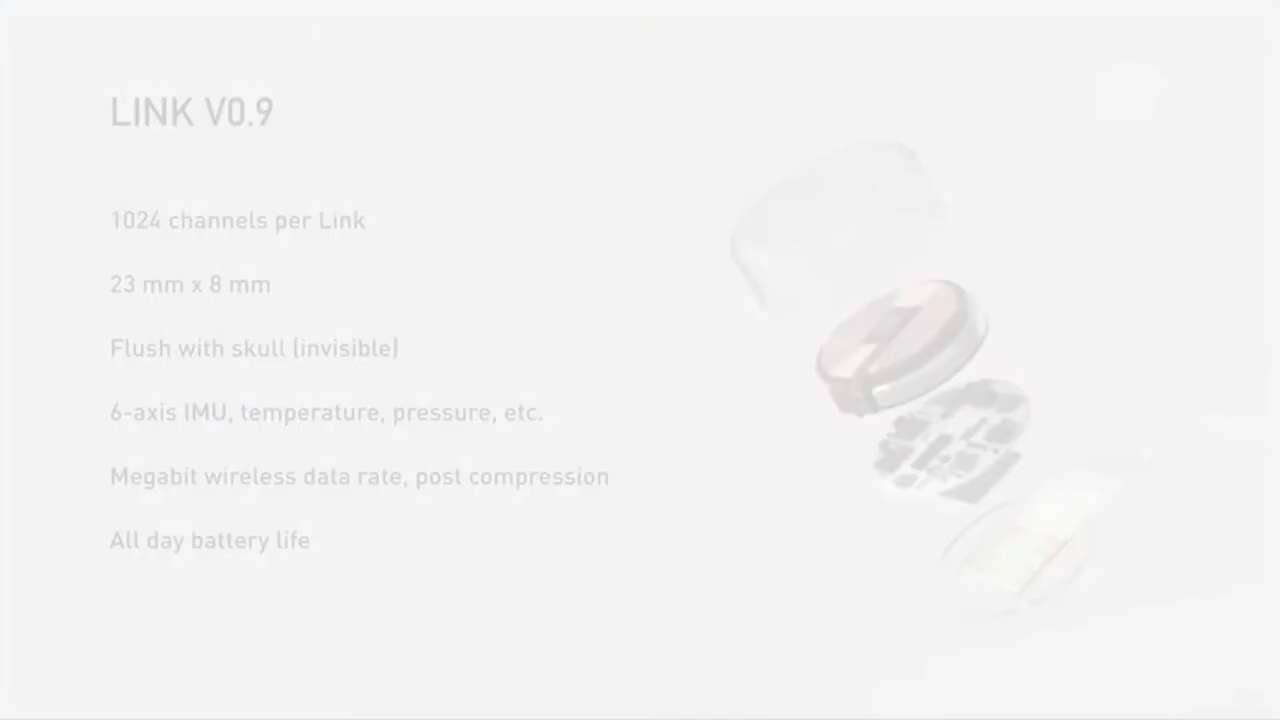 LINK V0.9
1024 channels per Link
23 mm x 8 mm
Flush with skull (invisible)
6-axis IMU, temperature, pressure, etc.
Megabit wireless data rate, post compression
All day battery life